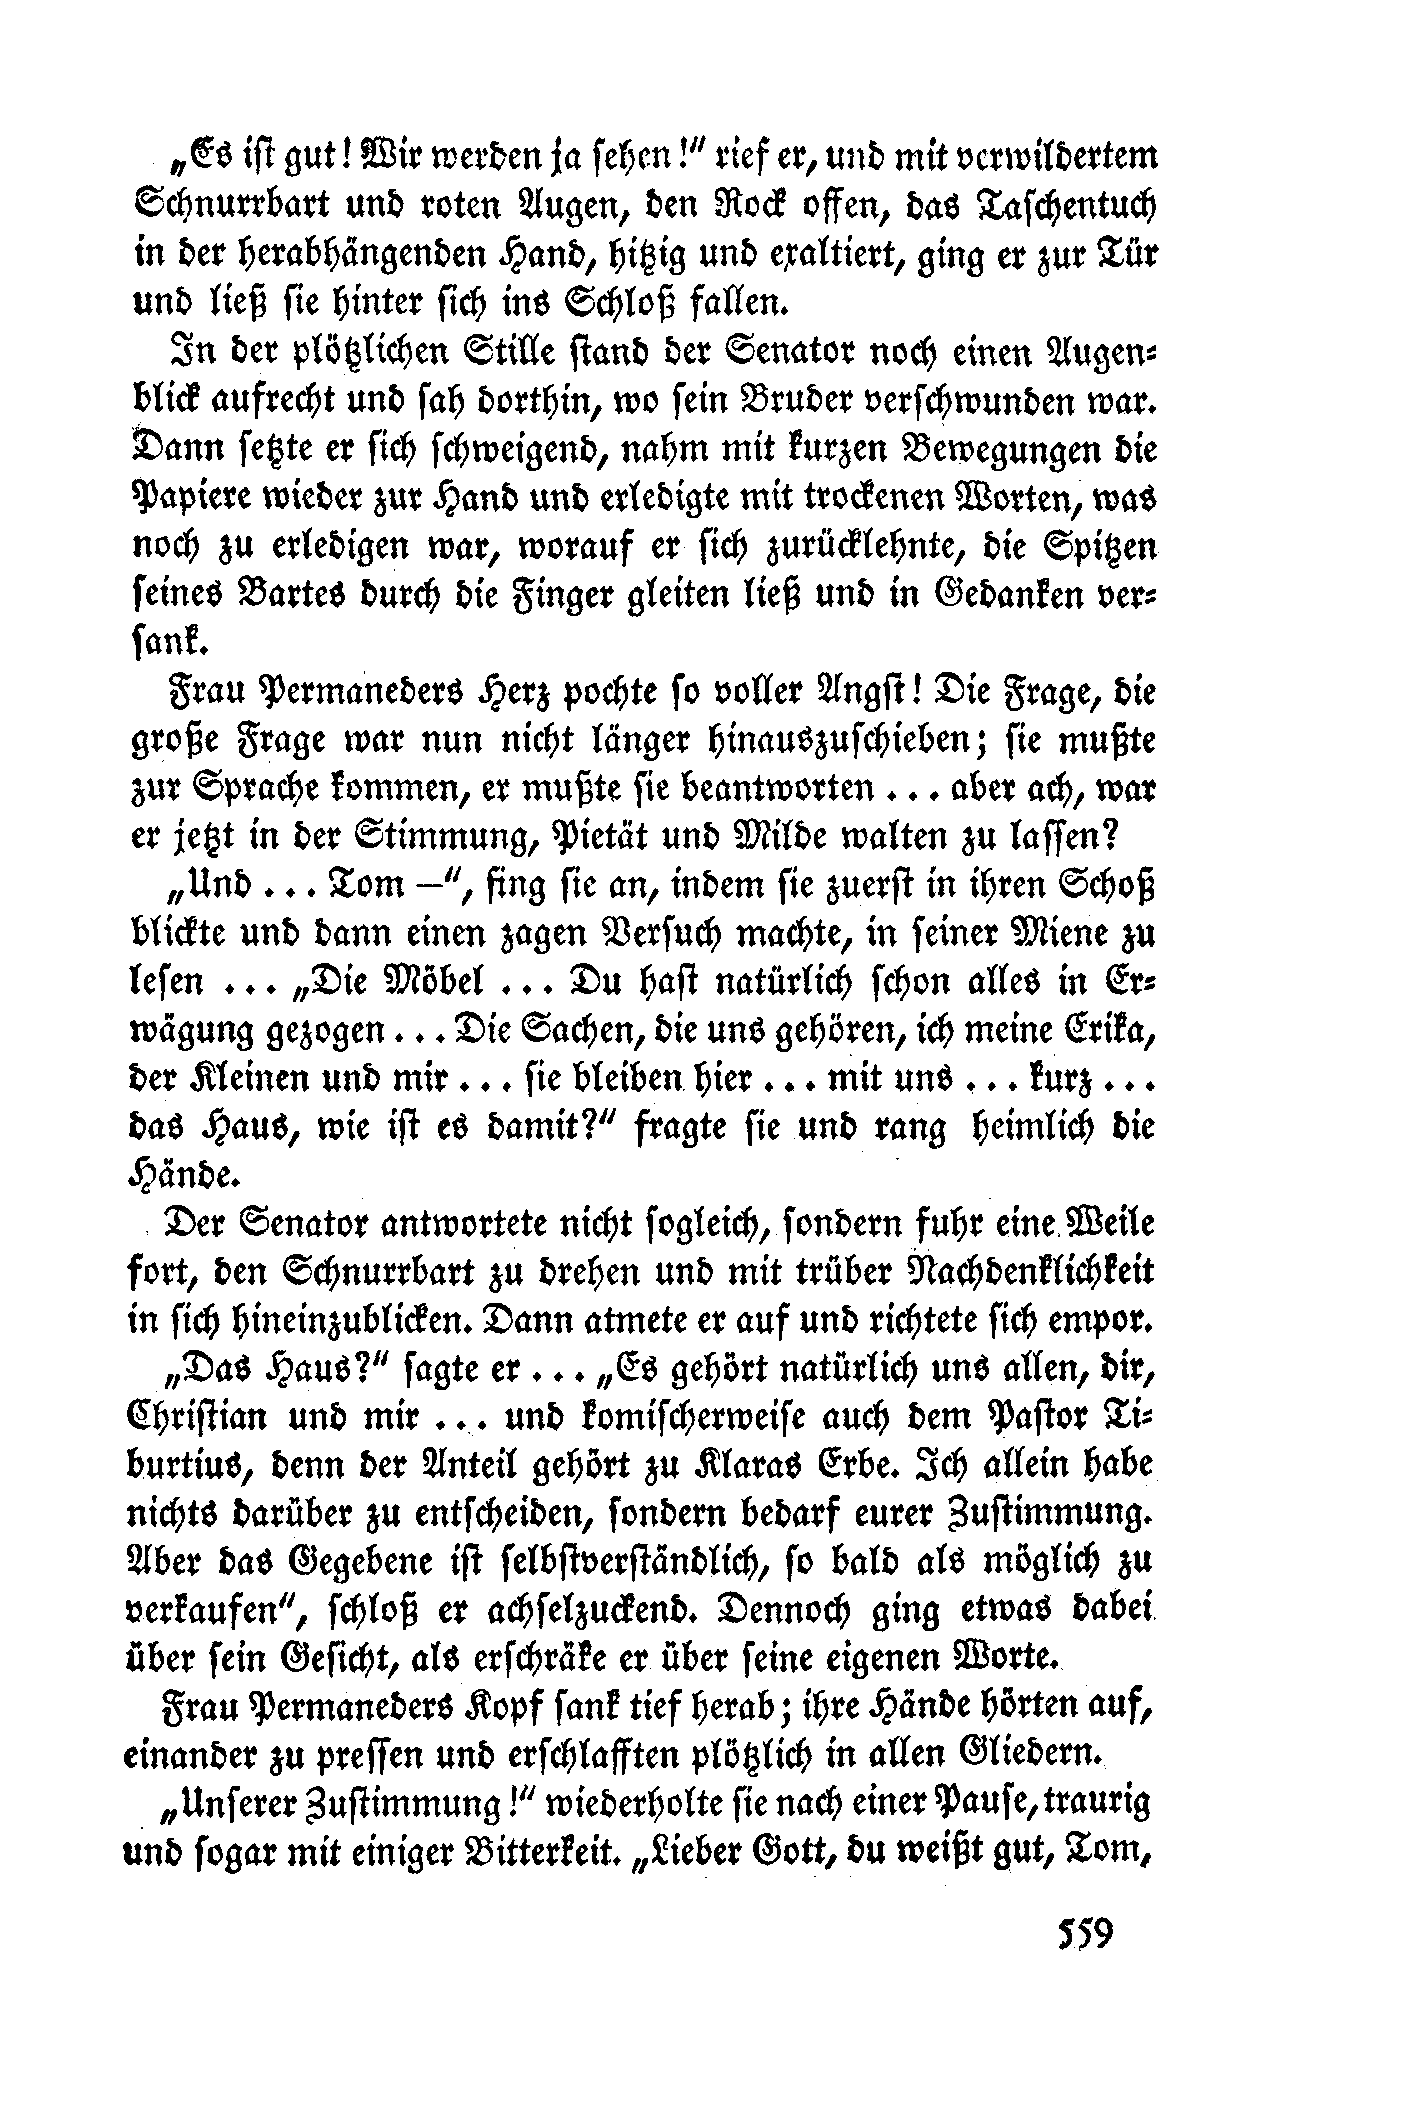 „Es ist gut! Wir werden ja sehen!“ rief er, und mit verwildertem
Schnurrbart und roten Augen, den Rock offen, das Taschentuch
in der herabhängenden Hand, hitzig und exaltiert, ging er zur Tür
und ließ sie hinter sich ins Schloß fallen.
In der plötzlichen Stille stand der Senator noch einen Augen-
blick aufrecht und sah dorthin, wo sein Bruder verschwunden war.
Dann setzte er sich schweigend, nahm mit kurzen Bewegungen die
Papiere wieder zur Hand und erledigte mit trockenen Worten, was
noch zu erledigen war, worauf er sich zurücklehnte, die Spitzen
seines Bartes durch die Finger gleiten ließ und in Gedanken ver-
sank.
Frau Permaneders Herz pochte so voller Angst! Die Frage, die
große Frage war nun nicht länger hinauszuschieben; sie mußte
zur Sprache kommen, er mußte sie beantworten ... aber ach, war
er jetzt in der Stimmung, Pietät und Milde walten zu lassen?
„Und ... Tom —“, fing sie an, indem sie zuerst in ihren Schoß
blickte und dann einen zagen Versuch machte, in seiner Miene zu
lesen ... „Die Möbel ... Du hast natürlich schon alles in Er-
wägung gezogen ... Die Sachen, die uns gehören, ich meine Erika,
der Kleinen und mir ... sie bleiben hier ... mit uns ... kurz ...
das Haus, wie ist es damit?“ fragte sie und rang heimlich die
Hände.
Der Senator antwortete nicht sogleich, sondern fuhr eine Weile
fort, den Schnurrbart zu drehen und mit trüber Nachdenklichkeit
in sich hineinzublicken. Dann atmete er auf und richtete sich empor.
„Das Haus?“ sagte er ... „Es gehört natürlich uns allen, dir,
Christian und mir ... und komischerweise auch dem Pastor Ti-
burtius, denn der Anteil gehört zu Klaras Erbe. Ich allein habe
nichts darüber zu entscheiden, sondern bedarf eurer Zustimmung.
Aber das Gegebene ist selbstverständlich, so bald als möglich zu
verkaufen“, schloß er achselzuckend. Dennoch ging etwas dabei
über sein Gesicht, als erschräke er über seine eigenen Worte.
Frau Permaneders Kopf sank tief herab; ihre Hände hörten auf,
einander zu pressen und erschlafften plötzlich in allen Gliedern.
„Unserer Zustimmung!“ wiederholte sie nach einer Pause, traurig
und sogar mit einiger Bitterkeit. „Lieber Gott, du weißt gut, Tom,
559